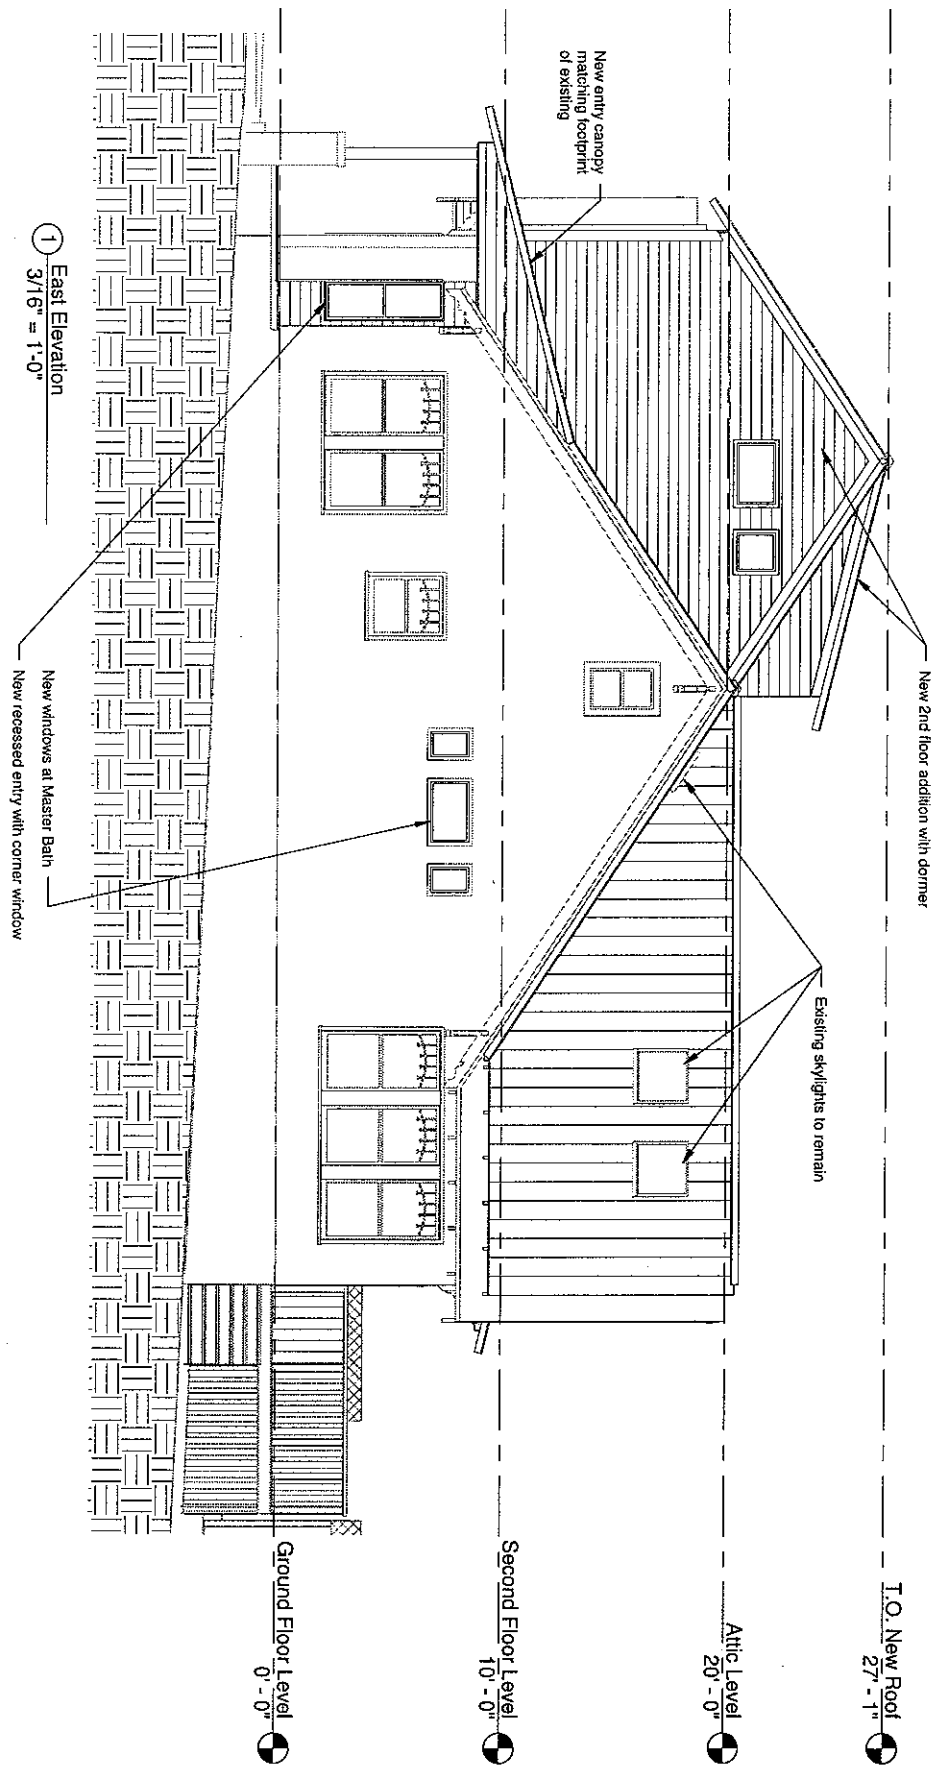 New 2nd floor addition with dormer
Existing skylights to remain
New entry canopy
matching footprint
of existing
T.O. New Roof
27' - 1"
Attic Level
20' - 0"
Second Floor Level
10' - 0"
Ground Floor Level
0' - 0"
New windows at Master Bath
New recessed entry with corner window
1
East Elevation
3/16" = 1'-0"